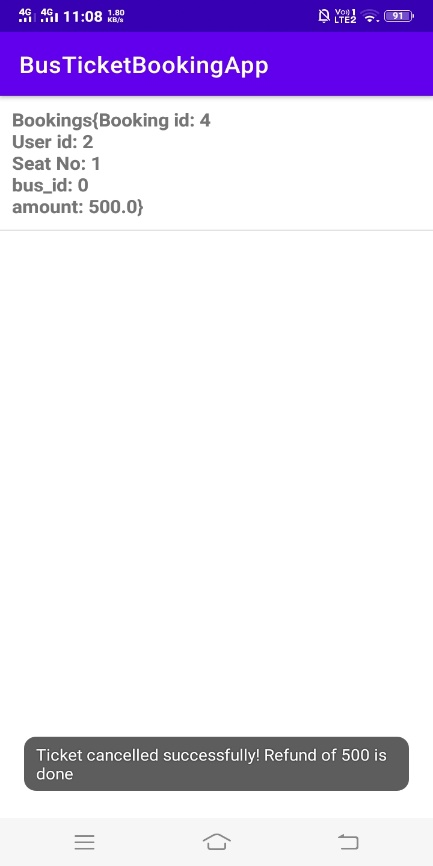 4G 4G 11:08 1.80 KB/s Vo)) 1 LTE2 91
BusTicketBookingApp
Bookings{Booking id: 4
User id: 2
Seat No: 1
bus_id: 0
amount: 500.0}
Ticket cancelled successfully! Refund of 500 is
done